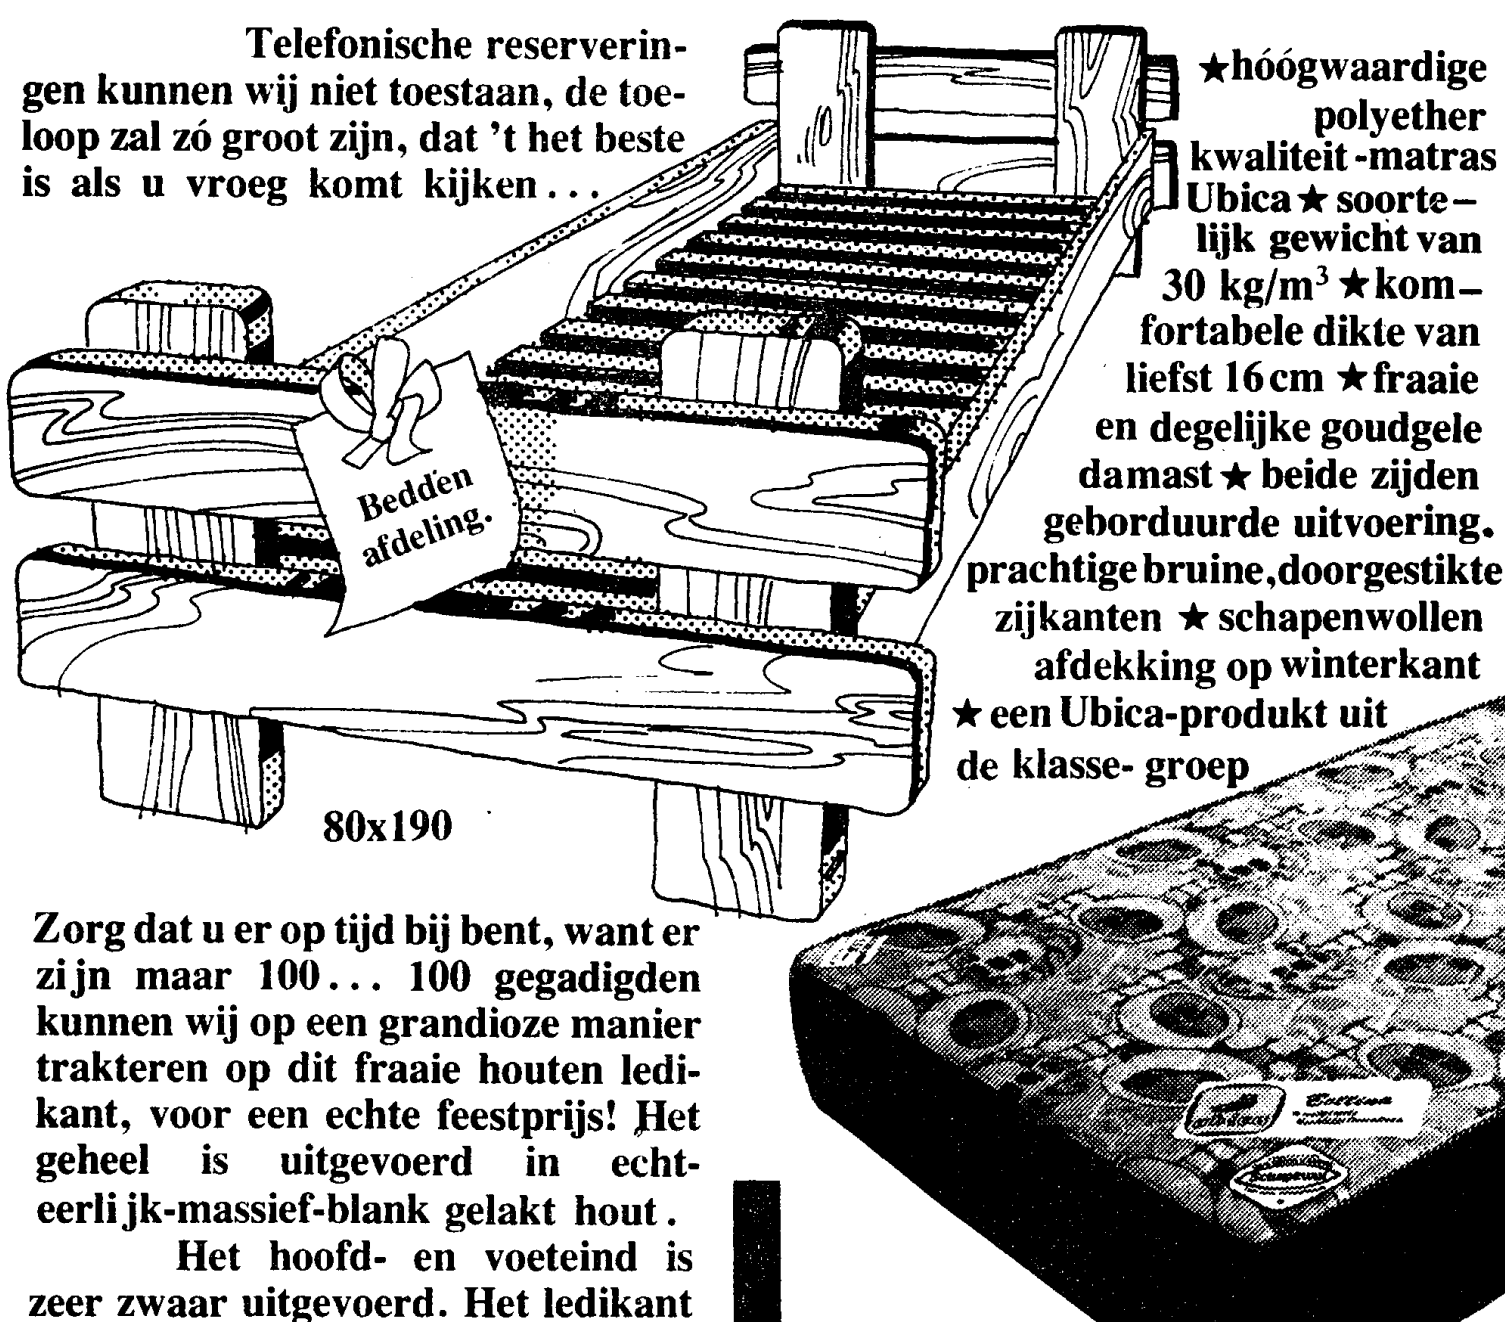 Telefonische reserverin-
gen kunnen wij niet toestaan, de toe-
loop zal zó groot zijn, dat 't het beste
is als u vroeg komt kijken...
★hóógwaardige
polyether
kwaliteit-matras
Ubica★ soorte–
lijk gewicht van
30 kg/m³ ★kom–
fortabele dikte van
liefst 16cm ★fraaie
en degelijke goudgele
damast★ beide zijden
geborduurde uitvoering.
prachtige bruine,doorgestikte
zijkanten ★ schapenwollen
afdekking op winterkant
★een Ubica-produkt uit
de klasse- groep
Bedden
afdeling.
80x190
Zorg dat u er op tijd bij bent, want er
zijn maar 100... 100 gegadigden
kunnen wij op een grandioze manier
trakteren op dit fraaie houten ledi-
kant, voor een echte feestprijs! Het
geheel is uitgevoerd in echt-
eerlijk-massief-blank gelakt hout.
Het hoofd- en voeteind is
zeer zwaar uitgevoerd. Het ledikant